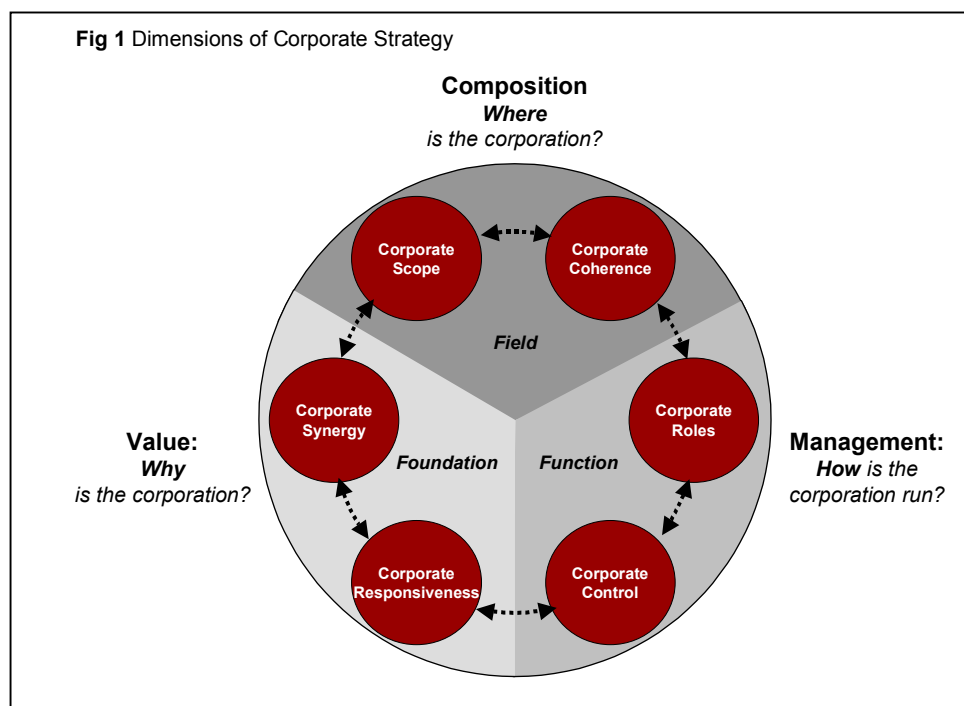 Fig 1 Dimensions of Corporate Strategy
Composition
Where
is the corporation?
Corporate
Scope
Corporate
Coherence
Field
Corporate
Synergy
Corporate
Roles
Value:
Why
is the corporation?
Foundation
Function
Management:
How is the
corporation run?
Corporate
Responsiveness
Corporate
Control